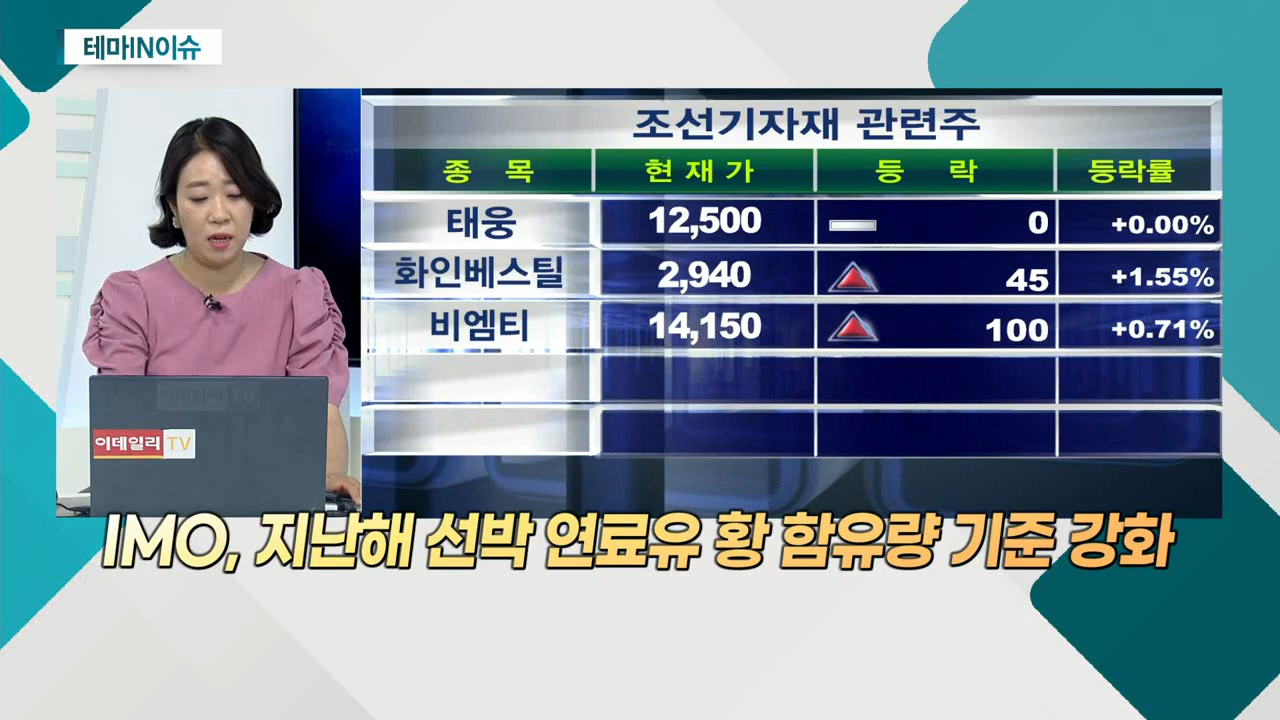 테마IN이슈
조선기자재 관련주
종 목 현 재 가 등 락 등락률
태웅 12,500 0 +0.00%
화인베스틸 2,940 45 +1.55%
비엠티 14,150 100 +0.71%
이데일리 TV
IMO, 지난해 선박 연료유 황 함유량 기준 강화